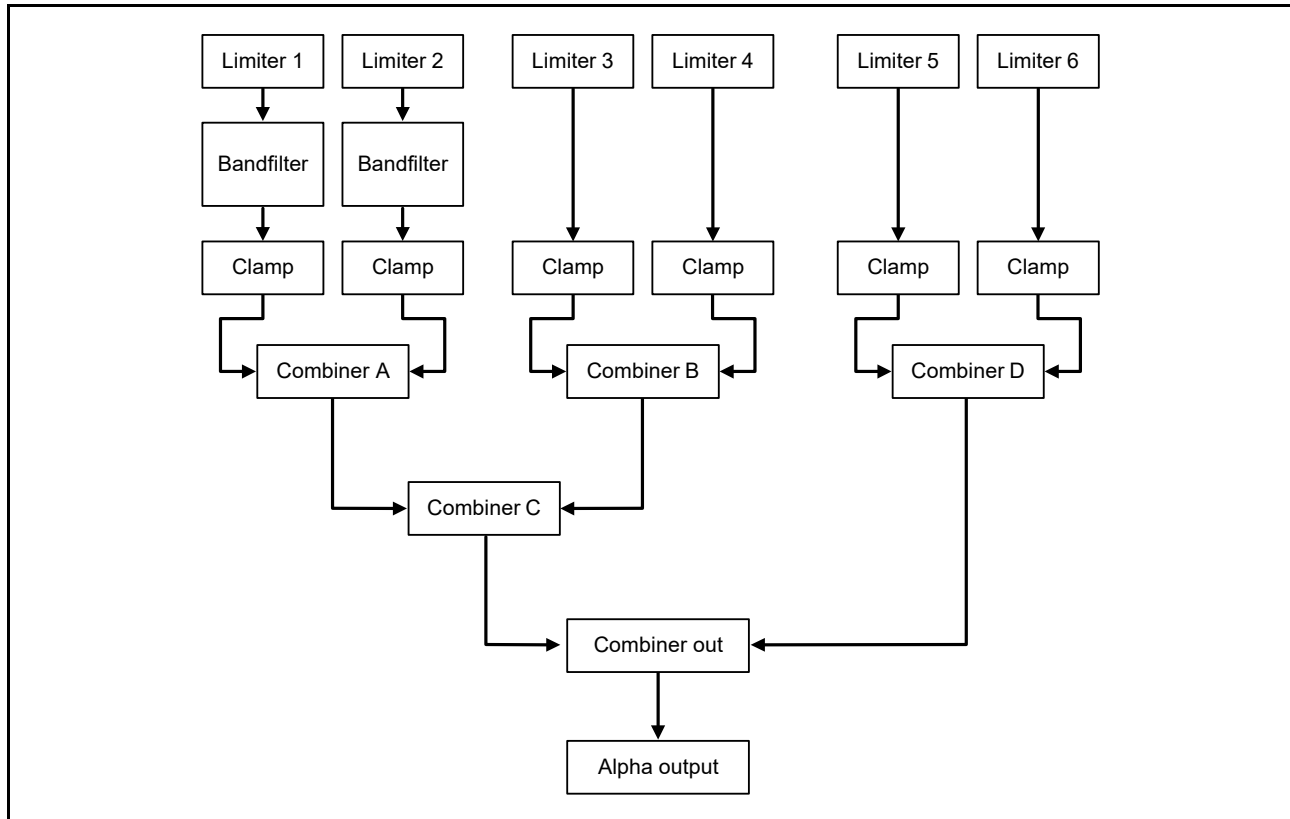 Limiter 1
Limiter 2
Limiter 3
Limiter 4
Limiter 5
Limiter 6
Bandfilter
Bandfilter
Clamp
Clamp
Clamp
Clamp
Clamp
Clamp
Combiner A
Combiner B
Combiner D
Combiner C
Combiner out
Alpha output